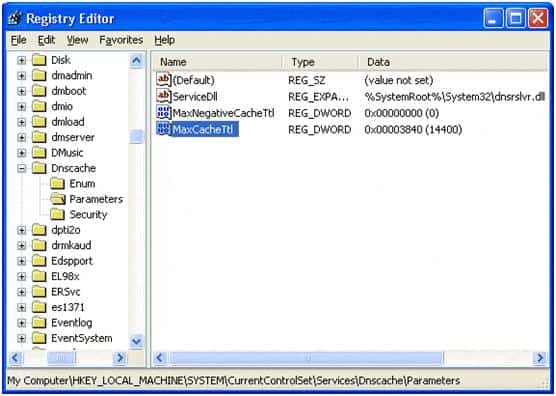 Registry Editor
File Edit View Favorites Help
Disk
dmadmin
dmboot
dmio
dmload
dmserver
DMusic
Dnscache
Enum
Parameters
Security
dpti2o
drmkaud
Edspport
EL98x
ERSvc
es1371
Eventlog
EventSystem
Name Type Data
(Default) REG_SZ (value not set)
ServiceDll REG_EXPA... %SystemRoot%\System32\dnsrslvr.dll
MaxNegativeCacheTtl REG_DWORD 0x00000000 (0)
MaxCacheTtl REG_DWORD 0x00003840 (14400)
My Computer\HKEY_LOCAL_MACHINE\SYSTEM\CurrentControlSet\Services\Dnscache\Parameters